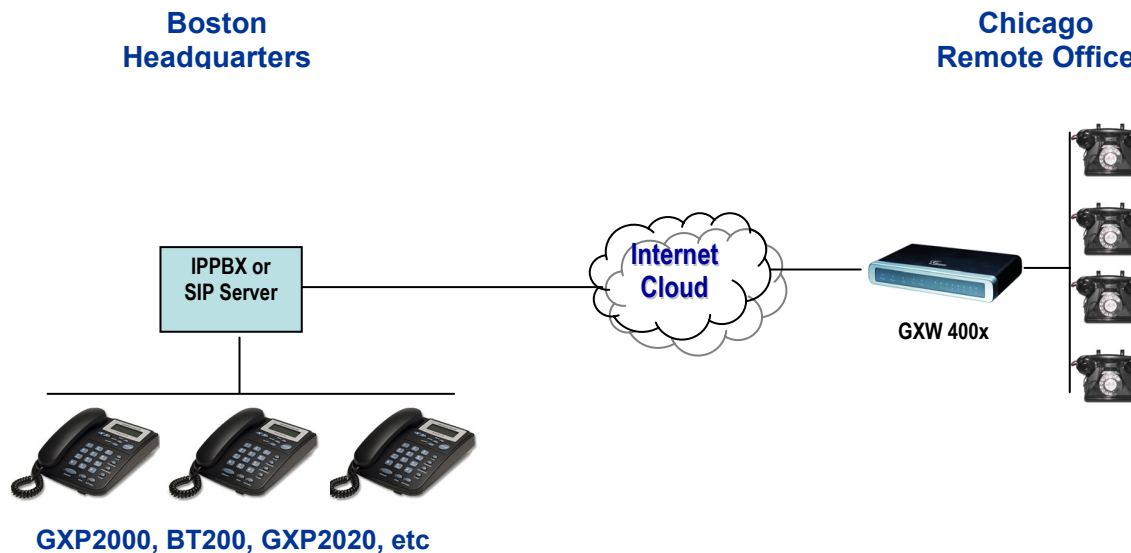 Boston
Headquarters
Chicago
Remote Office
IPPBX or
SIP Server
Internet
Cloud
GXW 400x
GXP2000, BT200, GXP2020, etc